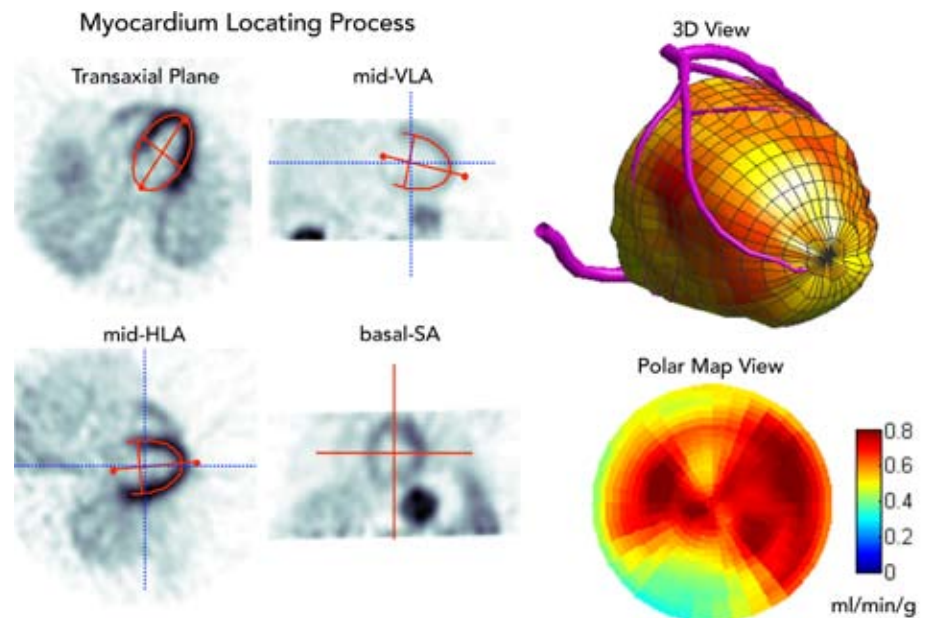 Myocardium Locating Process
Transaxial Plane
mid-VLA
3D View
mid-HLA
basal-SA
Polar Map View
0.8
0.6
0.4
0.2
0
ml/min/g